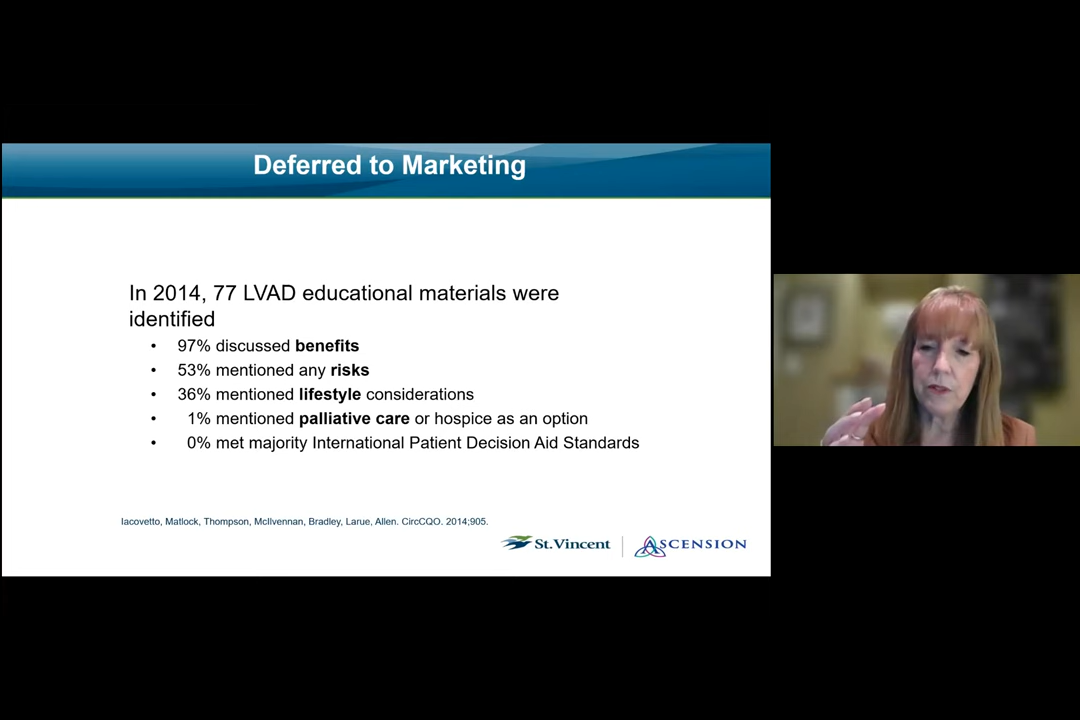 Deferred to Marketing
In 2014, 77 LVAD educational materials were
identified
• 97% discussed benefits
• 53% mentioned any risks
• 36% mentioned lifestyle considerations
• 1% mentioned palliative care or hospice as an option
• 0% met majority International Patient Decision Aid Standards
Iacovetto, Matlock, Thompson, McIlvennan, Bradley, Larue, Allen. CircCQO. 2014;905.
St.Vincent | ASCENSION